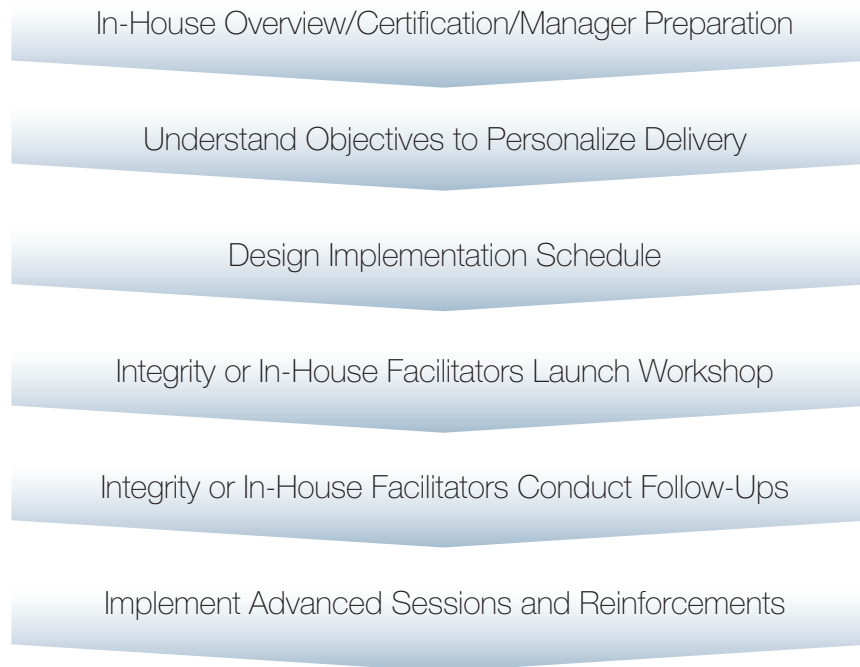 In-House Overview/Certification/Manager Preparation
Understand Objectives to Personalize Delivery
Design Implementation Schedule
Integrity or In-House Facilitators Launch Workshop
Integrity or In-House Facilitators Conduct Follow-Ups
Implement Advanced Sessions and Reinforcements